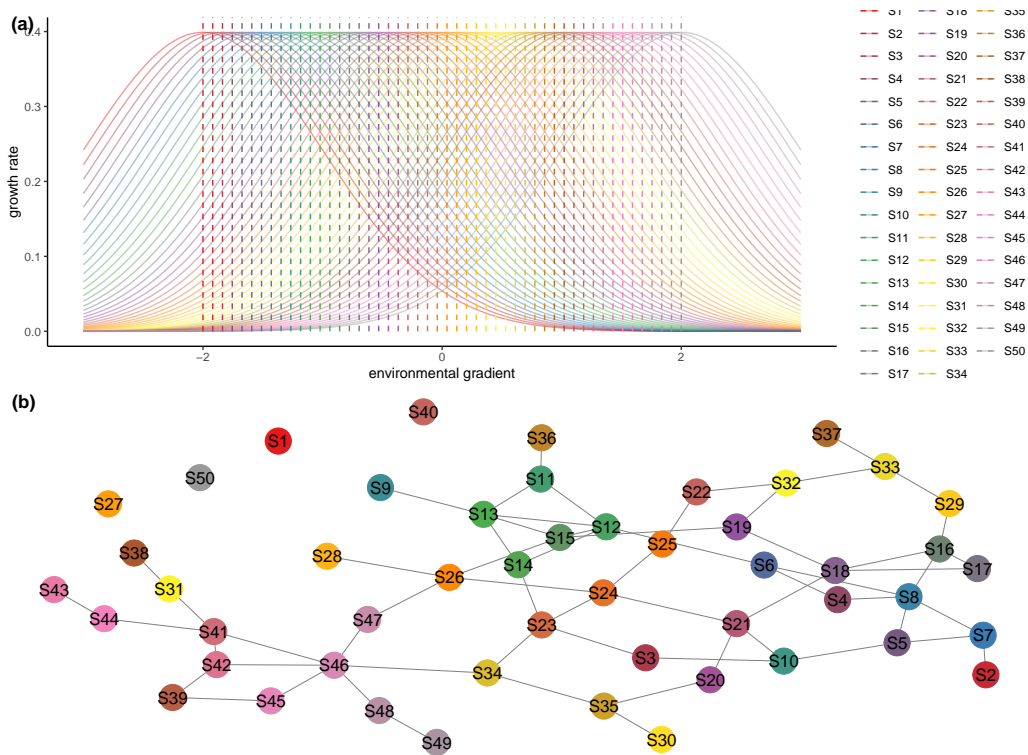 (a)
0.4
0.3
0.2
0.1
0.0
growth rate
−2
0
2
environmental gradient
S1 S18 S35
S2 S19 S36
S3 S20 S37
S4 S21 S38
S5 S22 S39
S6 S23 S40
S7 S24 S41
S8 S25 S42
S9 S26 S43
S10 S27 S44
S11 S28 S45
S12 S29 S46
S13 S30 S47
S14 S31 S48
S15 S32 S49
S16 S33 S50
S17 S34
(b)
S40
S1
S36
S37
S50
S11
S33
S9
S22
S32
S27
S13
S29
S12
S19
S38
S28
S15
S25
S16
S14
S6
S18
S17
S43
S31
S26
S24
S4
S8
S44
S41
S47
S23
S21
S5
S7
S42
S46
S34
S3
S10
S2
S20
S39
S45
S48
S35
S49
S30